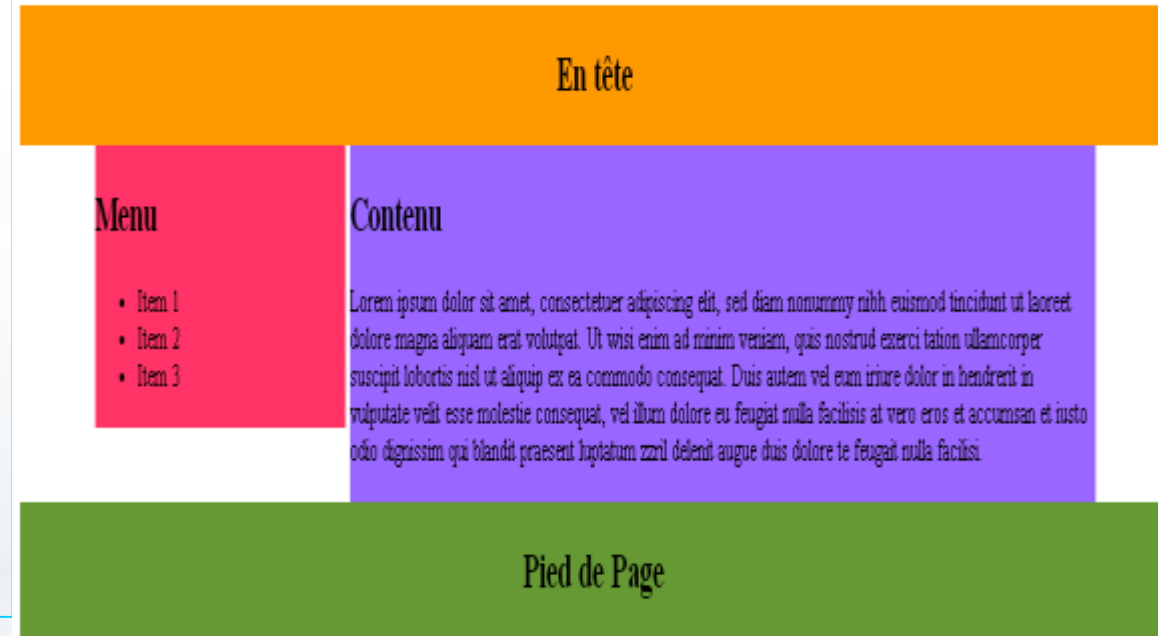 En tête
Menu
• Item 1
• Item 2
• Item 3
Contenu
Lorem ipsum dolor sit amet, consectetuer adipiscing elit, sed diam nonummy nibh euismod tincidunt ut laoreet
dolore magna aliquam erat volutpat. Ut wisi enim ad minim veniam, quis nostrud exerci tation ullamcorper
suscipit lobortis nisl ut aliquip ex ea commodo consequat. Duis autem vel eum iriure dolor in hendrerit in
vulputate velit esse molestie consequat, vel illum dolore eu feugiat nulla facilisis at vero eros et accumsan et iusto
odio dignissim qui blandit praesent luptatum zzril delenit augue duis dolore te feugait nulla facilisi.
Pied de Page